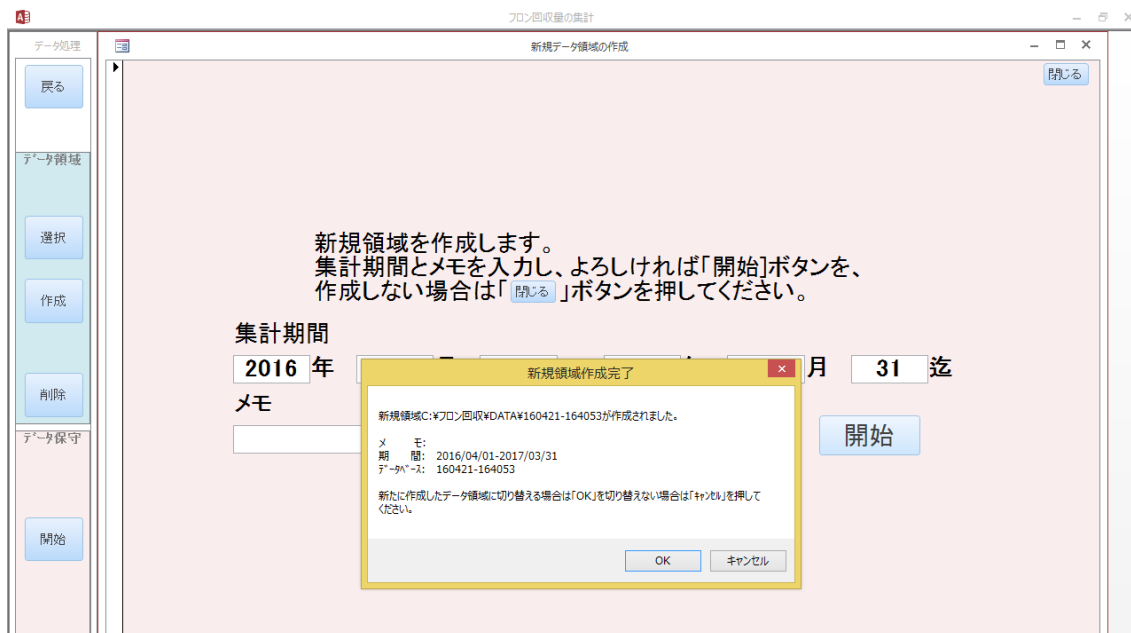 フロン回収量の集計
データ処理
新規データ領域の作成
戻る
閉じる
データ領域
選択
作成
削除
データ保守
開始
新規領域を作成します。
集計期間とメモを入力し、よろしければ「開始]ボタンを、
作成しない場合は「 閉じる 」ボタンを押してください。
集計期間
2016 年 月 31 迄
メモ
開始
新規領域作成完了
新規領域C:¥フロン回収¥DATA¥160421-164053が作成されました。
メ　　モ:
期　　間: 2016/04/01-2017/03/31
データベース: 160421-164053
新たに作成したデータ領域に切り替える場合は「OK」を切り替えない場合は「キャンセル」を押して
ください。
OK
キャンセル